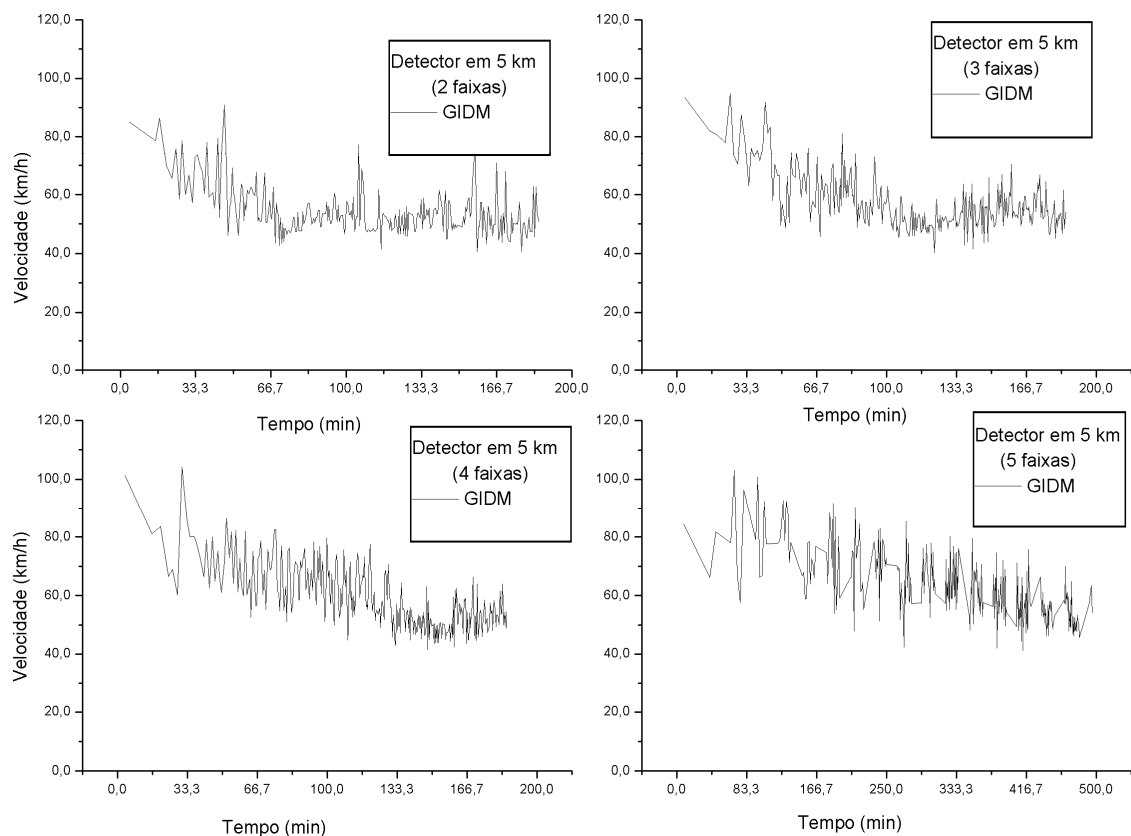 120,0
100,0
80,0
60,0
40,0
20,0
0,0
Velocidade (km/h)
Detector em 5 km
(2 faixas)
GIDM
0,0 33,3 66,7 100,0 133,3 166,7 200,0
Tempo (min)
120,0
100,0
80,0
60,0
40,0
20,0
0,0
Detector em 5 km
(3 faixas)
GIDM
0,0 33,3 66,7 100,0 133,3 166,7 200,0
Tempo (min)
120,0
100,0
80,0
60,0
40,0
20,0
0,0
Velocidade (km/h)
Detector em 5 km
(4 faixas)
GIDM
0,0 33,3 66,7 100,0 133,3 166,7 200,0
Tempo (min)
120,0
100,0
80,0
60,0
40,0
20,0
0,0
Detector em 5 km
(5 faixas)
GIDM
0,0 83,3 166,7 250,0 333,3 416,7 500,0
Tempo (min)